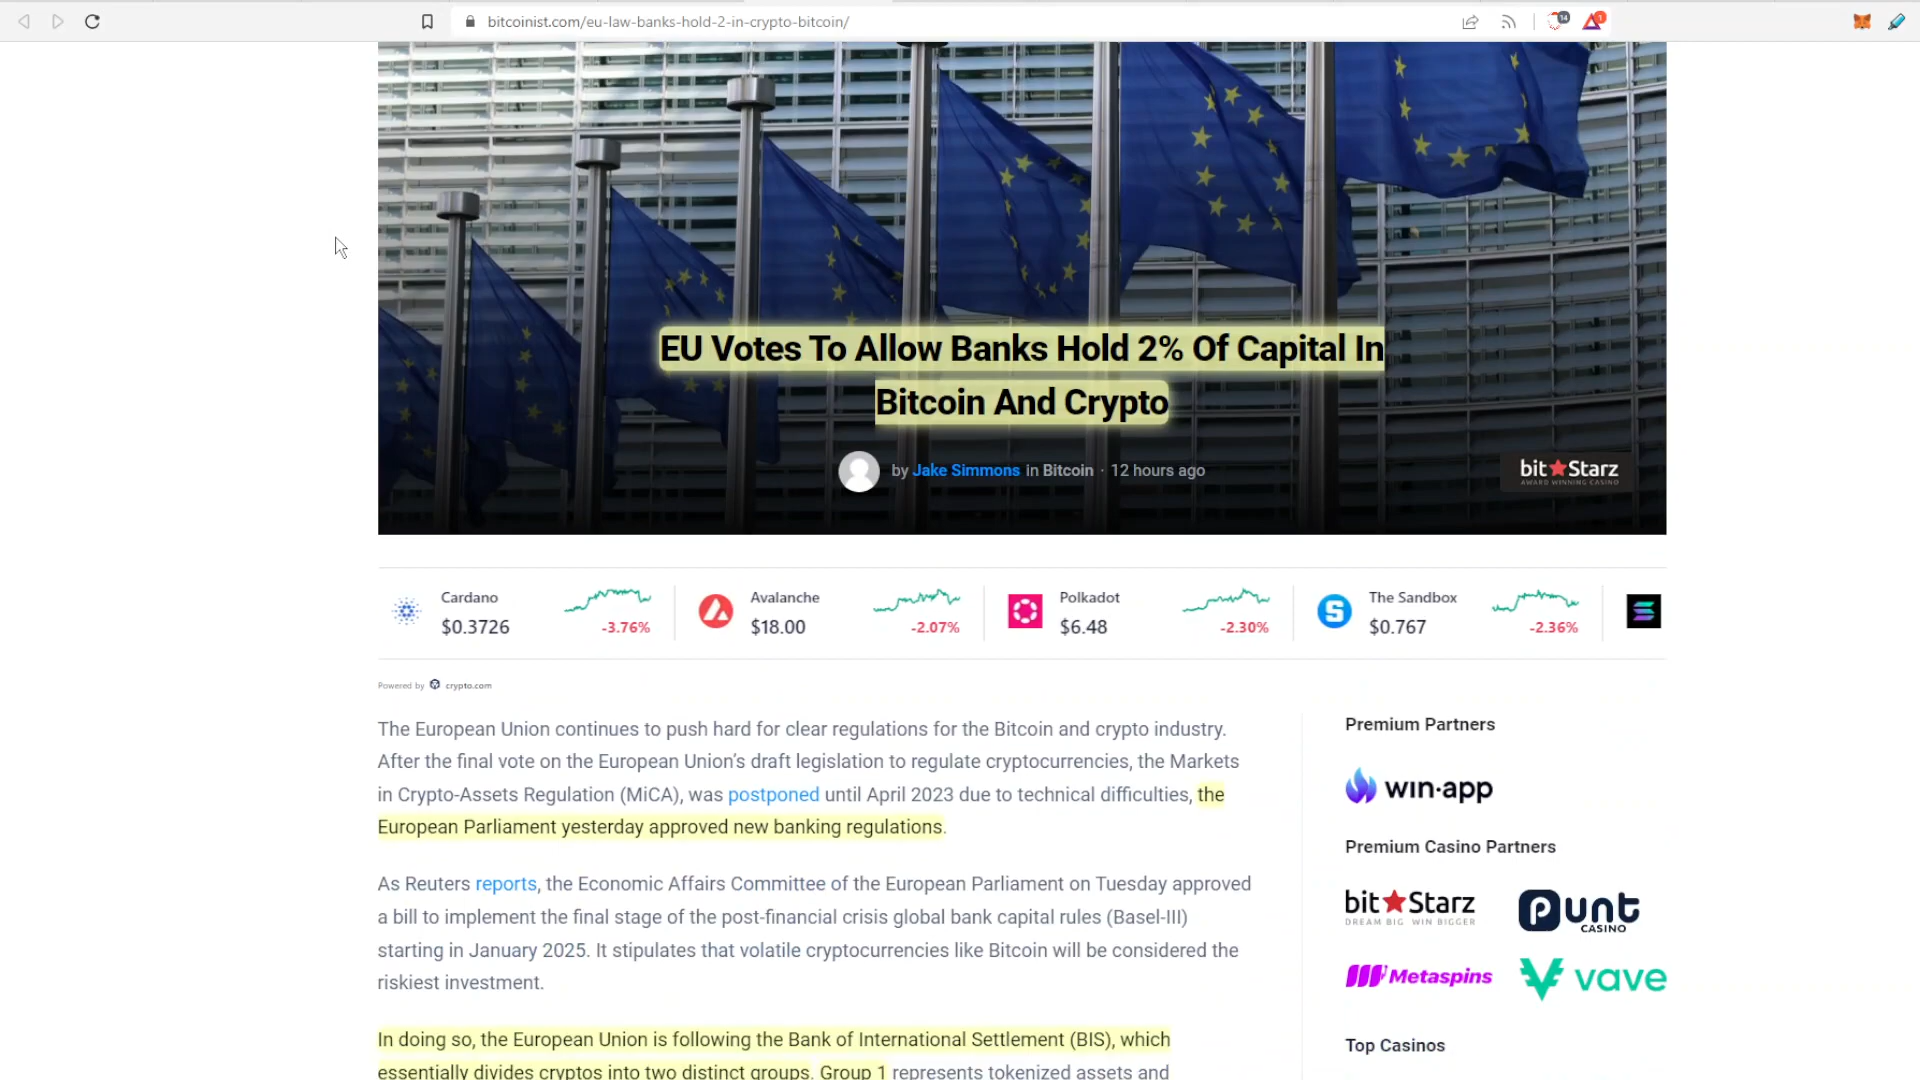 bitcoinist.com/eu-law-banks-hold-2-in-crypto-bitcoin/
14
1
EU Votes To Allow Banks Hold 2% Of Capital In
Bitcoin And Crypto
by Jake Simmons in Bitcoin · 12 hours ago
bit★Starz
AWARD WINNING CASINO
Cardano
$0.3726
-3.76%
Avalanche
$18.00
-2.07%
Polkadot
$6.48
-2.30%
The Sandbox
$0.767
-2.36%
Powered by crypto.com
The European Union continues to push hard for clear regulations for the Bitcoin and crypto industry.
After the final vote on the European Union's draft legislation to regulate cryptocurrencies, the Markets
in Crypto-Assets Regulation (MiCA), was postponed until April 2023 due to technical difficulties, the
European Parliament yesterday approved new banking regulations.
As Reuters reports, the Economic Affairs Committee of the European Parliament on Tuesday approved
a bill to implement the final stage of the post-financial crisis global bank capital rules (Basel-III)
starting in January 2025. It stipulates that volatile cryptocurrencies like Bitcoin will be considered the
riskiest investment.
In doing so, the European Union is following the Bank of International Settlement (BIS), which
essentially divides cryptos into two distinct groups. Group 1 represents tokenized assets and
Premium Partners
win·app
Premium Casino Partners
bit★Starz
DREAM BIG WIN BIGGER
Punt
CASINO
Metaspins
vave
Top Casinos